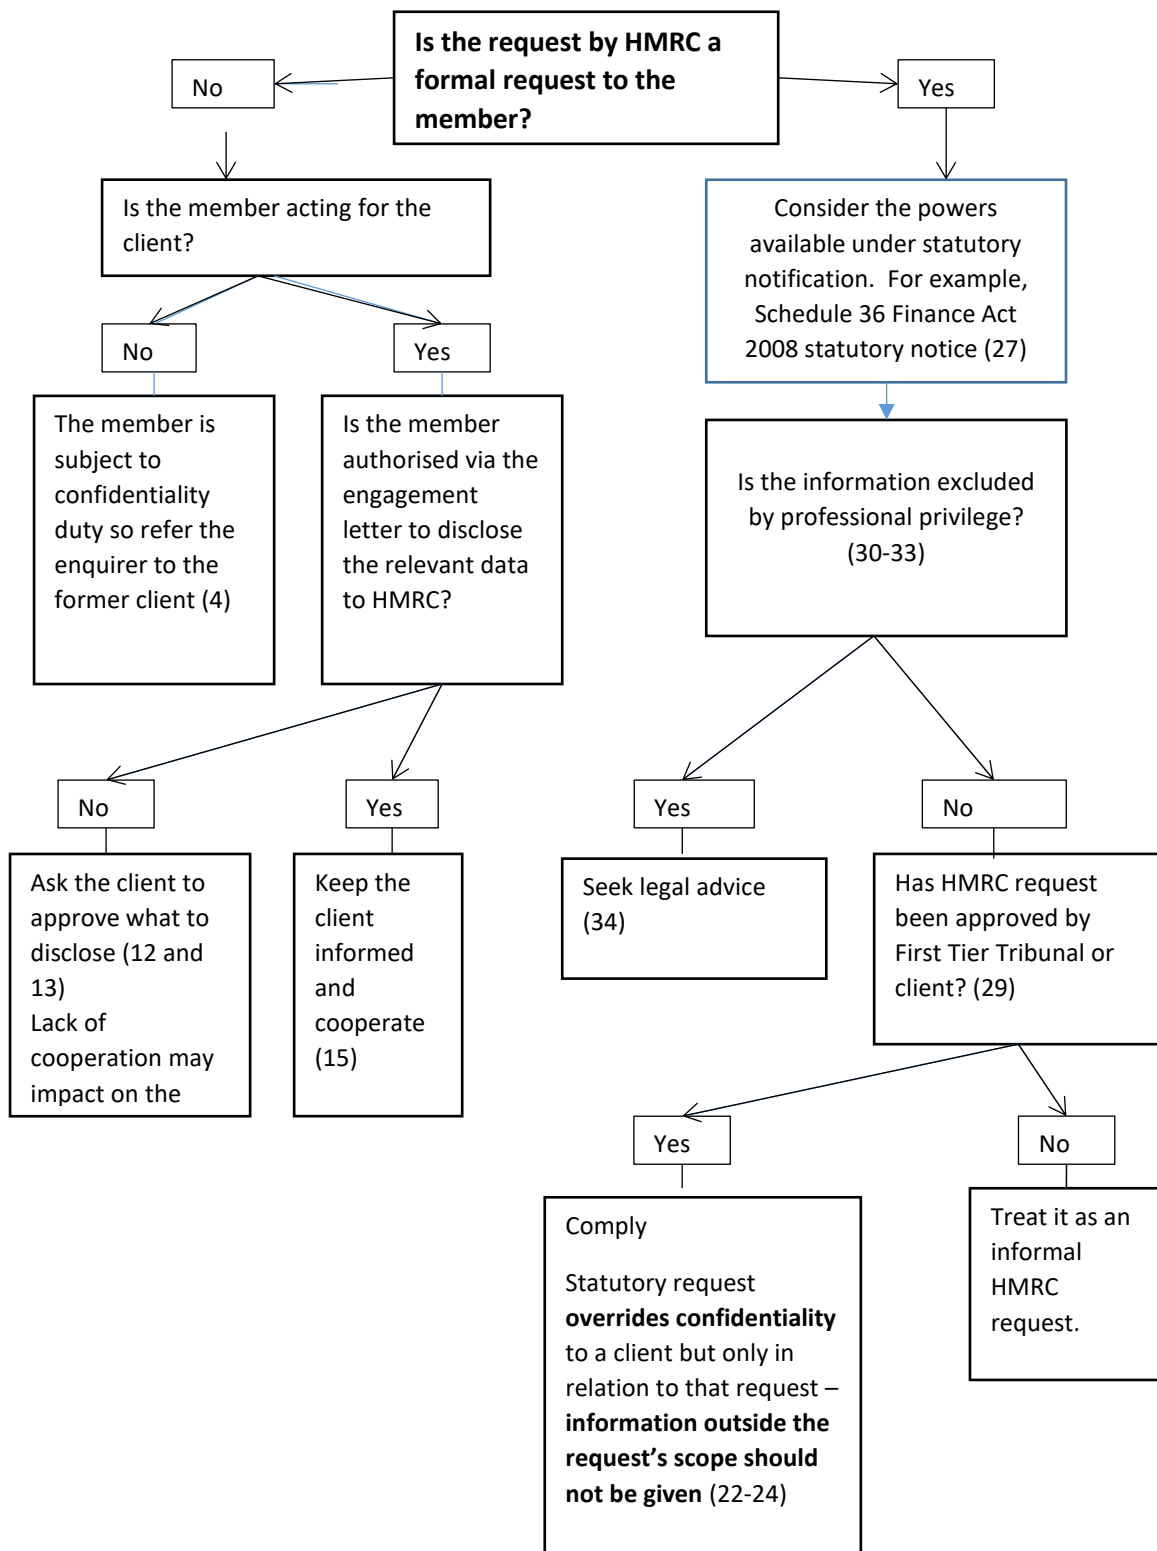 Is the request by HMRC a
formal request to the
member?
No
Yes
Is the member acting for the
client?
Consider the powers
available under statutory
notification.  For example,
Schedule 36 Finance Act
2008 statutory notice (27)
No
Yes
The member is
subject to
confidentiality
duty so refer the
enquirer to the
former client (4)
Is the member
authorised via the
engagement
letter to disclose
the relevant data
to HMRC?
Is the information excluded
by professional privilege?
(30-33)
No
Yes
Yes
No
Ask the client to
approve what to
disclose (12 and
13)
Lack of
cooperation may
impact on the
Keep the
client
informed
and
cooperate
(15)
Seek legal advice
(34)
Has HMRC request
been approved by
First Tier Tribunal or
client? (29)
Yes
No
Comply
Statutory request
overrides confidentiality
to a client but only in
relation to that request –
information outside the
request’s scope should
not be given (22-24)
Treat it as an
informal
HMRC
request.